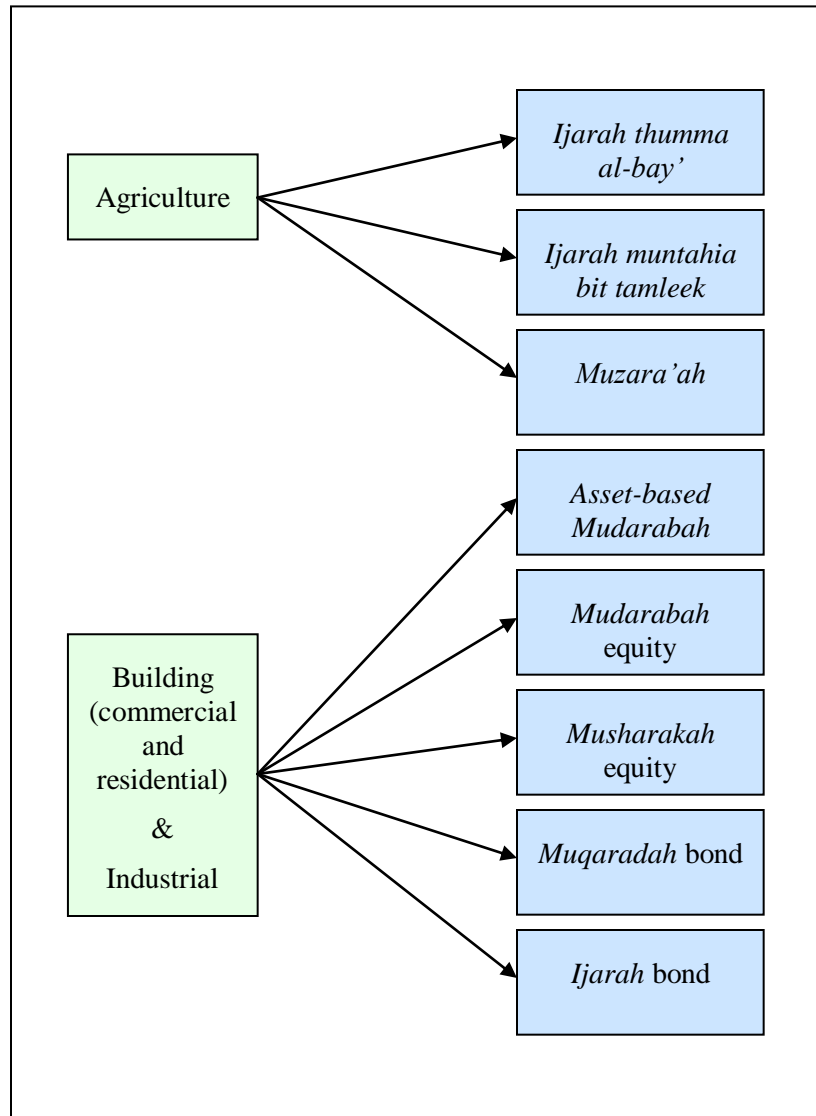 Agriculture
Ijarah thumma
al-bay’
Ijarah muntahia
bit tamleek
Muzara’ah
Building
(commercial
and
residential)
&
Industrial
Asset-based
Mudarabah
Mudarabah
equity
Musharakah
equity
Muqaradah bond
Ijarah bond